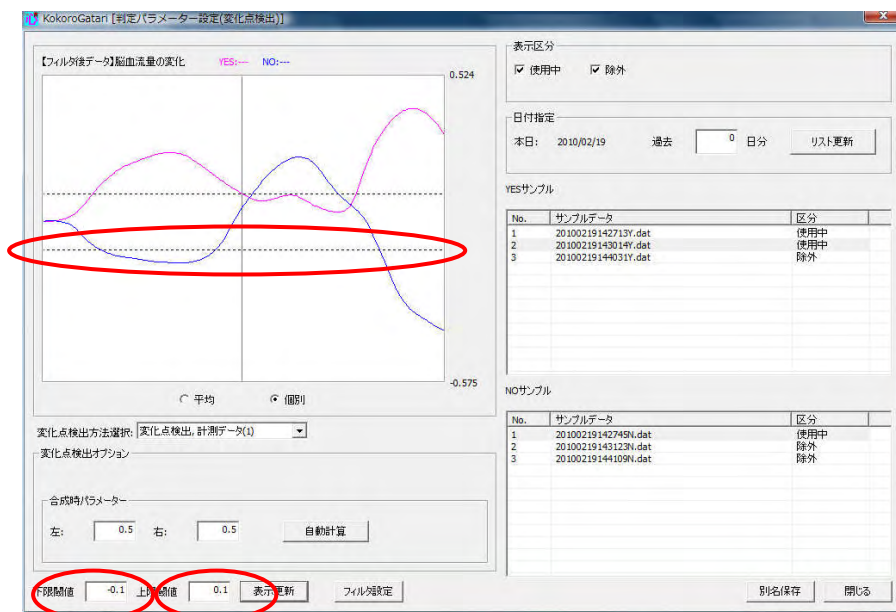 KokoroGatari [判定パラメーター設定(変化点検出)]
【フィルタ後データ】脳血流量の変化 YES:--- NO:---
0.524
-0.575
平均 個別
変化点検出方法選択: 変化点検出, 計測データ(1)
変化点検出オプション
合成時パラメーター
左: 0.5 右: 0.5 自動計算
下限閾値 -0.1 上限閾値 0.1 表示更新 フィルタ設定
表示区分
使用中 除外
日付指定
本日: 2010/02/19 過去 0 日分 リスト更新
YESサンプル
No. サンプルデータ 区分
1 20100219142713Y.dat 使用中
2 20100219143014Y.dat 使用中
3 20100219144031Y.dat 除外
NOサンプル
No. サンプルデータ 区分
1 20100219142745N.dat 使用中
2 20100219143123N.dat 除外
3 20100219144109N.dat 除外
別名保存 閉じる